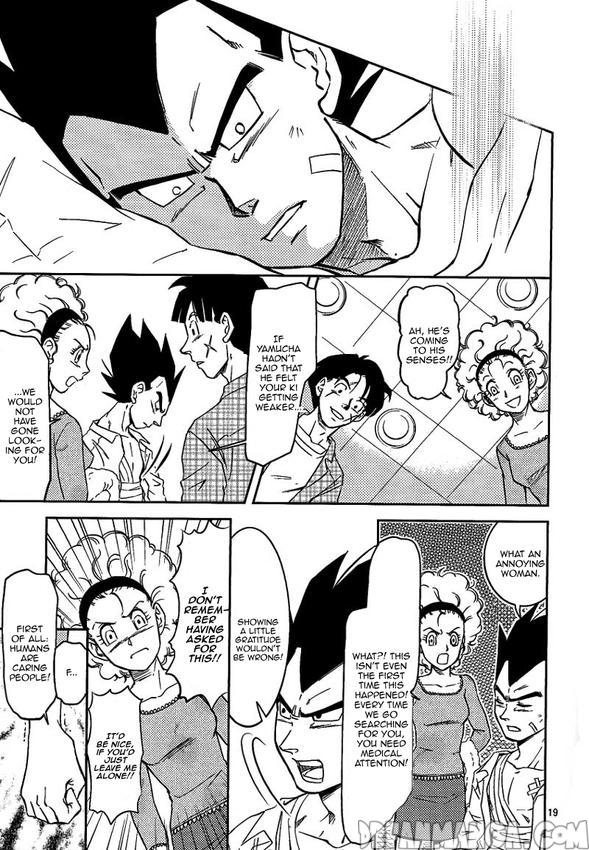 AH, HE'S
COMING
TO HIS
SENSES!!
IF
YAMUCHA
HADN'T
SAID THAT
HE FELT
YOUR KI
GETTING
WEAKER...
...WE
WOULD
NOT HAVE
GONE
LOOK-
ING FOR
YOU!
WHAT AN
ANNOYING
WOMAN.
WHAT?! THIS
ISN'T EVEN
THE FIRST
TIME THIS
HAPPENED!
EVERY TIME
WE GO
SEARCHING
FOR YOU,
YOU NEED
MEDICAL
ATTENTION!
SHOWING
A LITTLE
GRATITUDE
WOULDN'T
BE WRONG!
I
DON'T
REMEM-
BER
HAVING
ASKED
FOR
THIS!!
IT'D
BE NICE,
IF YOU'D
JUST
LEAVE ME
ALONE!!
F...
FIRST OF
ALL:
HUMANS
ARE
CARING
PEOPLE!
19